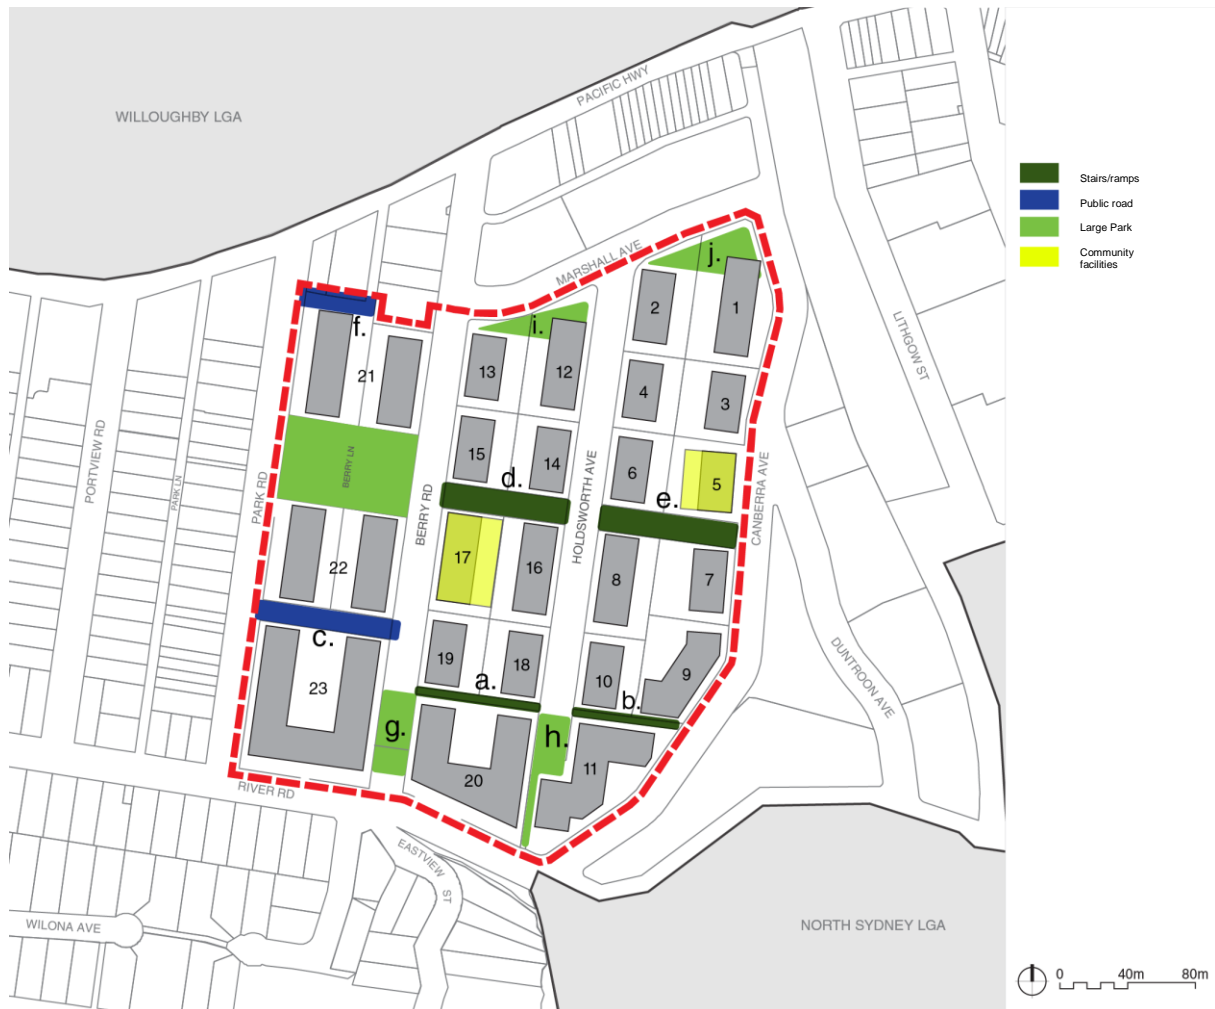 PACIFIC HWY
WILLOUGHBY LGA
Stairs/ramps
Public road
Large Park
Community
facilities
MARSHALL AVE
j.
2
1
f.
i.
LITHGOW ST
21
13
12
4
3
PORTVIEW RD
PARK LN
PARK RD
BERRY LN
BERRY RD
15
14
d.
HOLDSWORTH AVE
6
5
e.
CANBERRA AVE
22
17
16
8
7
c.
23
19
18
a.
10
9
b.
DUNTROON AVE
g.
h.
20
11
RIVER RD
EASTVIEW ST
WILONA AVE
NORTH SYDNEY LGA
0 40m 80m